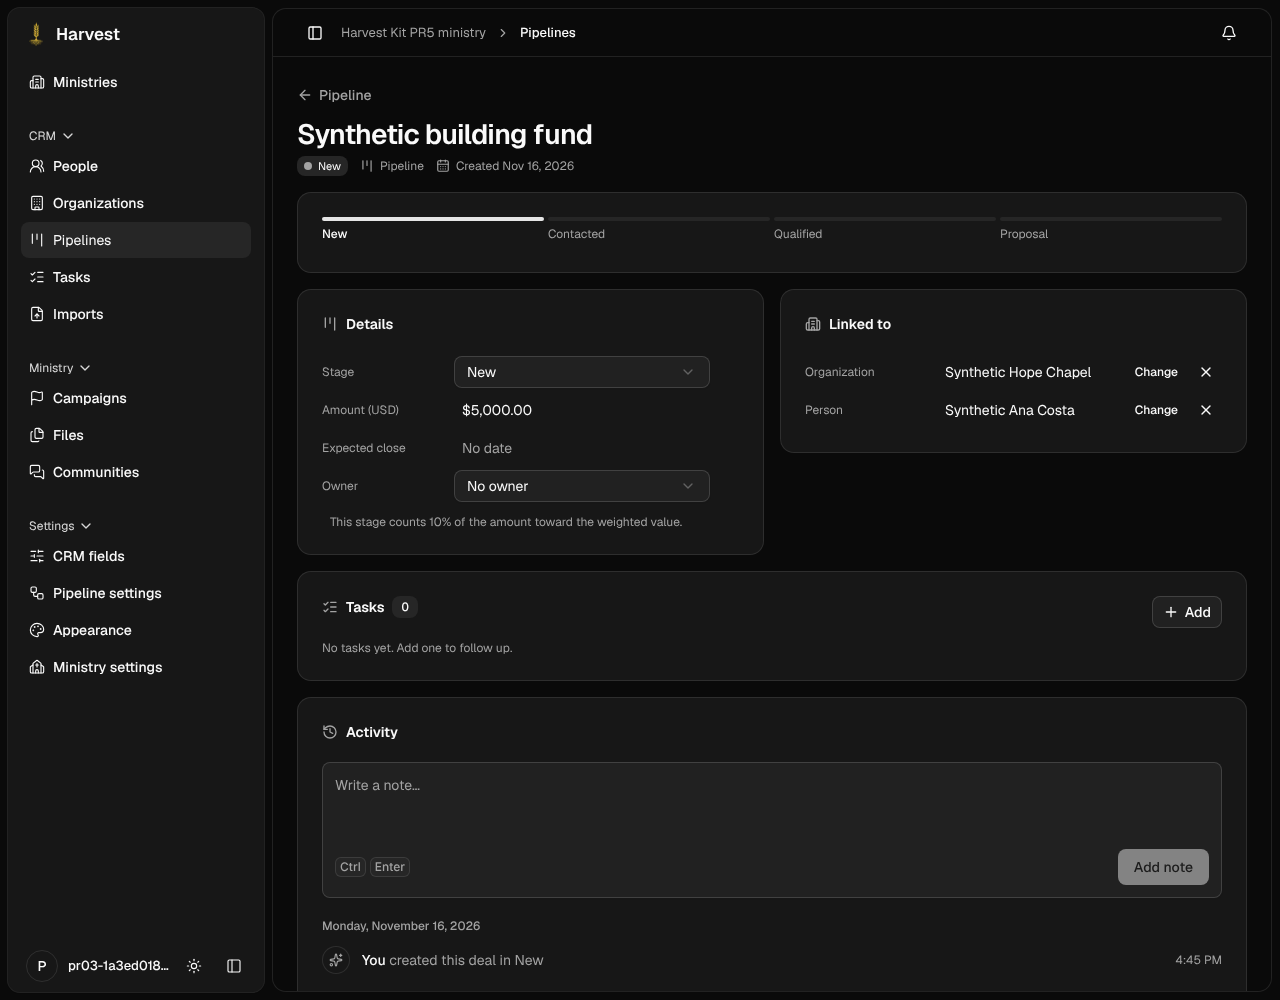 Harvest
Ministries
CRM
People
Organizations
Pipelines
Tasks
Imports
Ministry
Campaigns
Files
Communities
Settings
CRM fields
Pipeline settings
Appearance
Ministry settings
P pr03-1a3ed018...
Harvest Kit PR5 ministry > Pipelines
Pipeline
Synthetic building fund
New Pipeline Created Nov 16, 2026
New Contacted Qualified Proposal
Details
Stage New
Amount (USD) $5,000.00
Expected close No date
Owner No owner
This stage counts 10% of the amount toward the weighted value.
Linked to
Organization Synthetic Hope Chapel Change
Person Synthetic Ana Costa Change
Tasks 0
Add
No tasks yet. Add one to follow up.
Activity
Write a note...
Ctrl Enter
Add note
Monday, November 16, 2026
You created this deal in New 4:45 PM